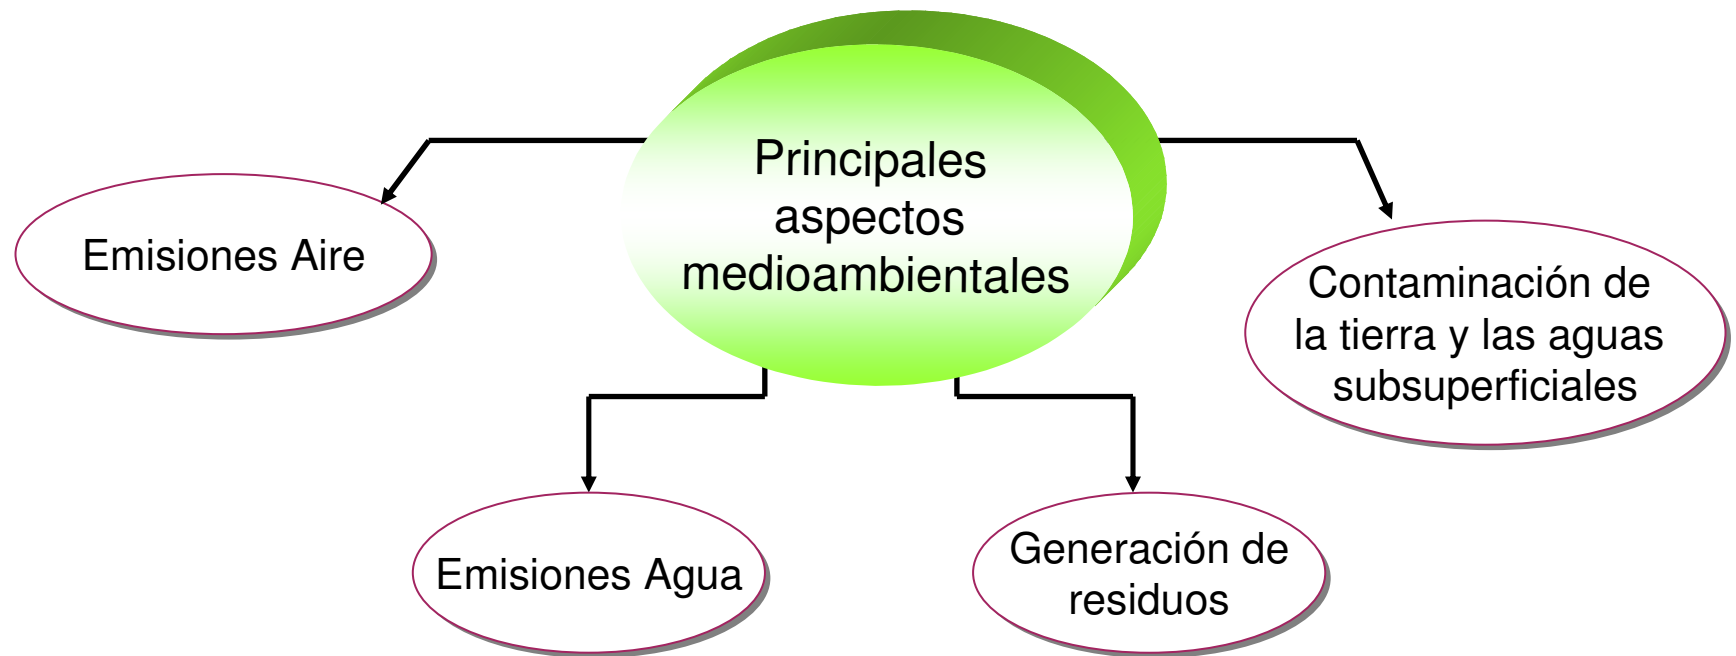 Principales
aspectos
medioambientales
Emisiones Aire
Contaminación de
la tierra y las aguas
subsuperficiales
Emisiones Agua
Generación de
residuos